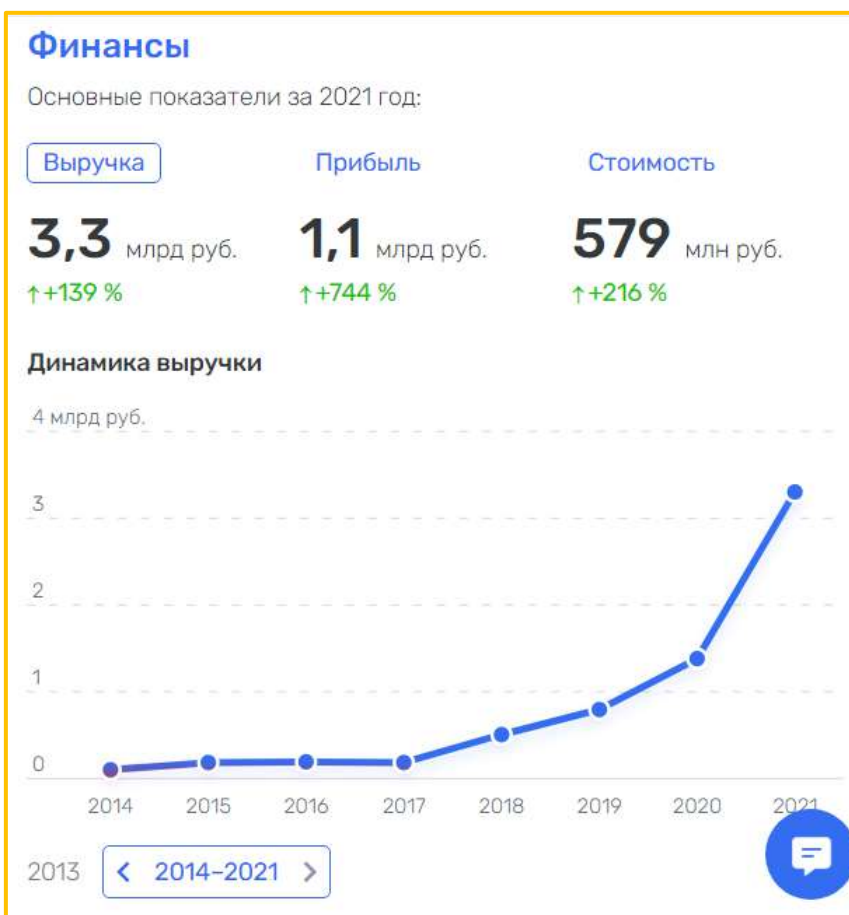 Финансы
Основные показатели за 2021 год:
Выручка Прибыль Стоимость
3,3 млрд руб. 1,1 млрд руб. 579 млн руб.
↑+139 % ↑+744 % ↑+216 %
Динамика выручки
4 млрд руб.
3
2
1
0
2014 2015 2016 2017 2018 2019 2020 2021
2013 < 2014–2021 >